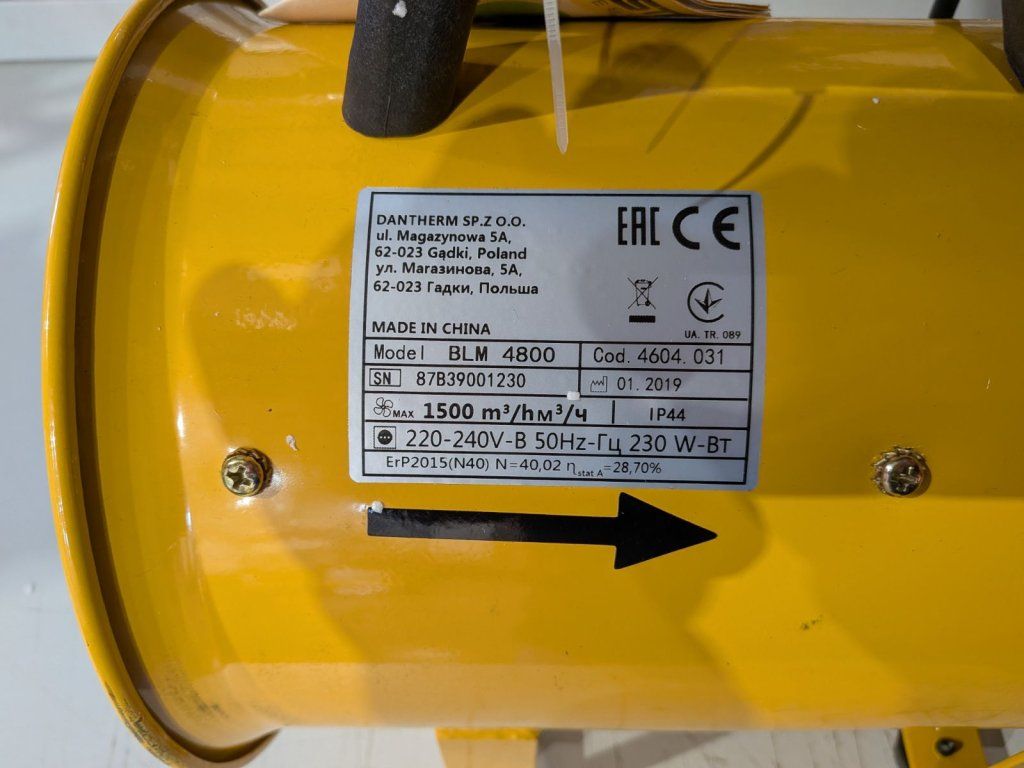 DANTHERM SP.Z O.O.
ul. Magazynowa 5A,
62-023 Gądki, Poland
ул. Магазинова, 5А,
62-023 Гадки, Польша
EAC CE
UA. TR. 089
MADE IN CHINA
Model BLM 4800 Cod. 4604. 031
SN 87B39001230 01. 2019
MAX 1500 m³/hм³/ч IP44
220-240V-В 50Hz-Гц 230 W-Вт
ErP2015(N40) N=40,02 ηstat A=28,70%